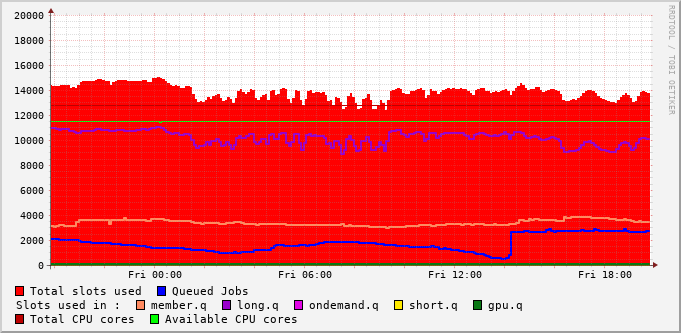 RRDTOOL / TOBI OETIKER
20000
18000
16000
14000
12000
10000
8000
6000
4000
2000
0
Fri 00:00 Fri 06:00 Fri 12:00 Fri 18:00
Total slots used Queued Jobs
Slots used in : member.q long.q ondemand.q short.q gpu.q
Total CPU cores Available CPU cores